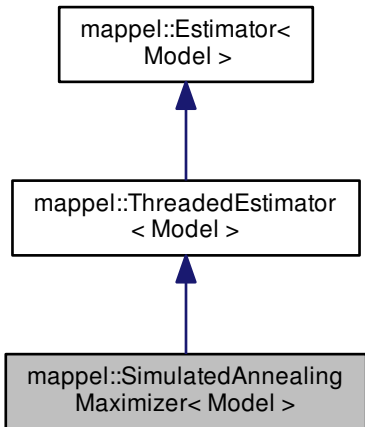 mappel::Estimator<
Model >
mappel::ThreadedEstimator
< Model >
mappel::SimulatedAnnealing
Maximizer< Model >